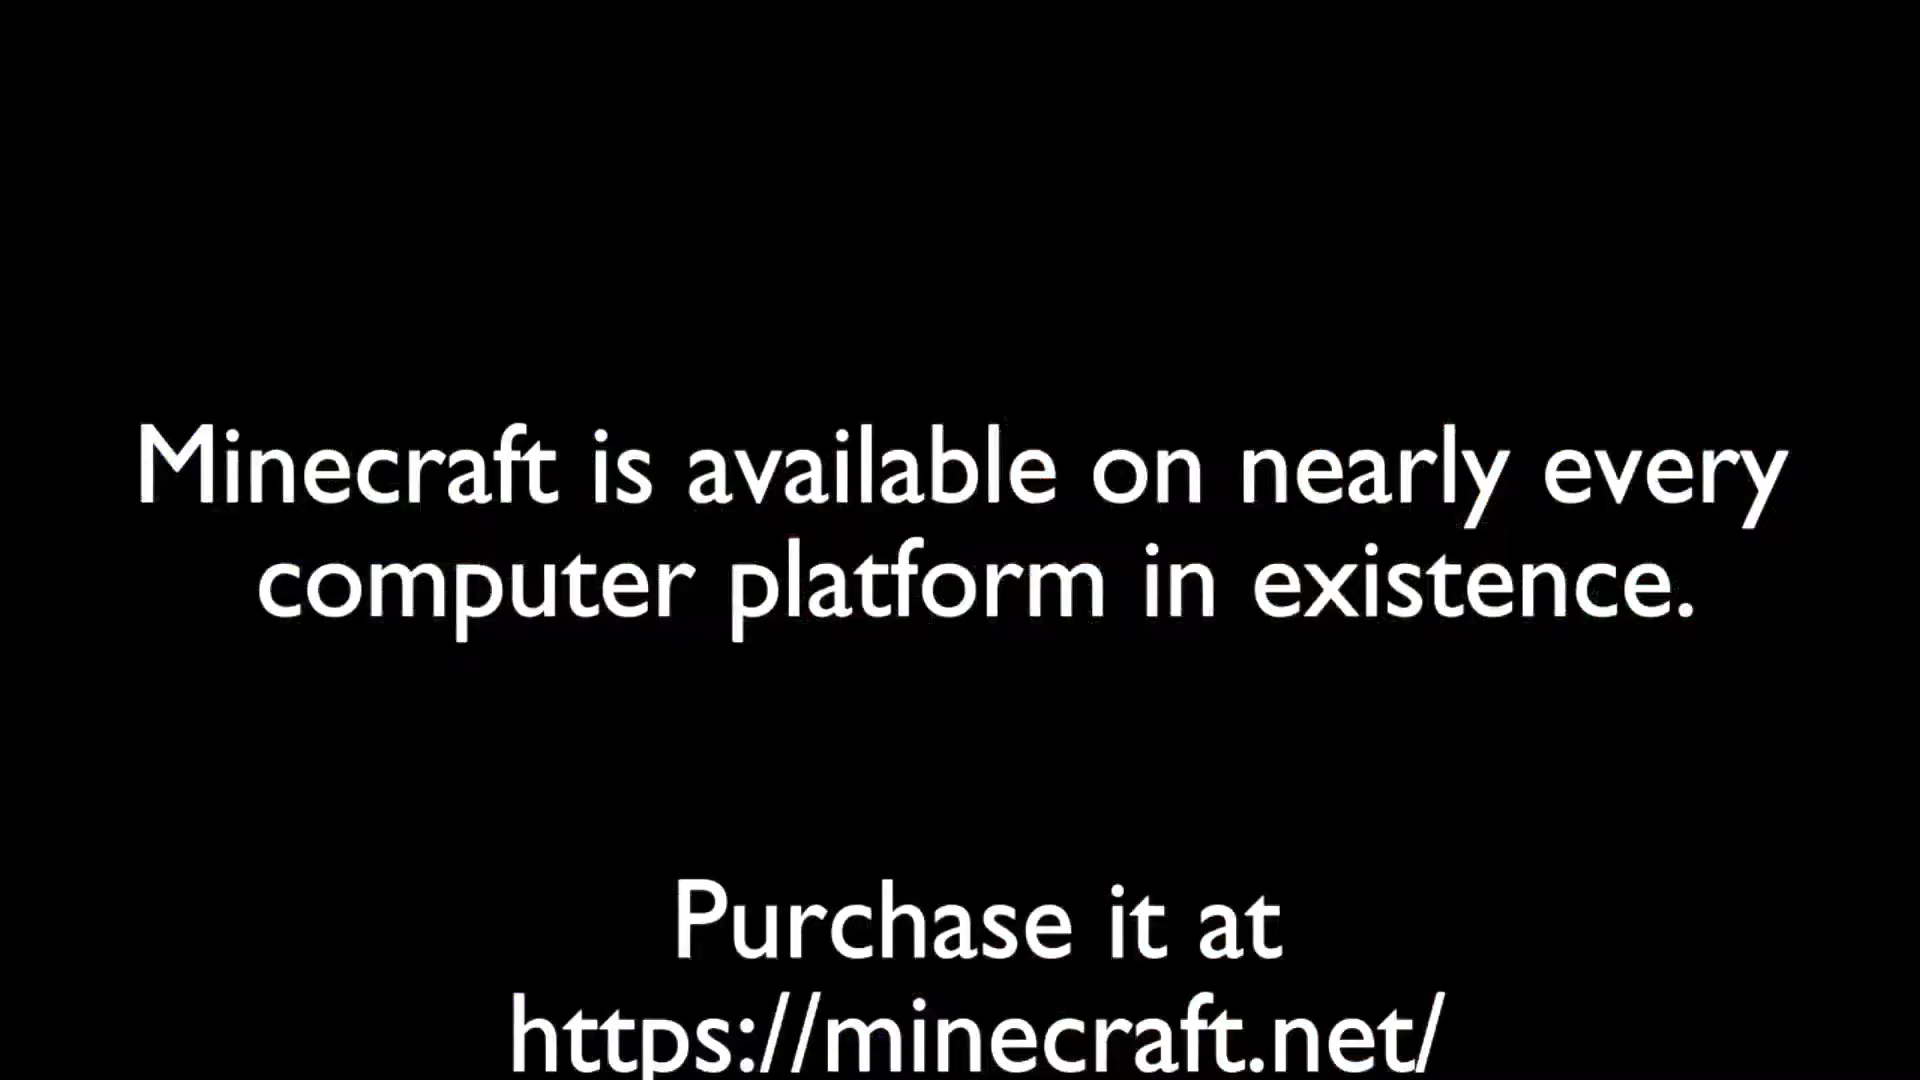 Minecraft is available on nearly every
computer platform in existence.
Purchase it at
https://minecraft.net/